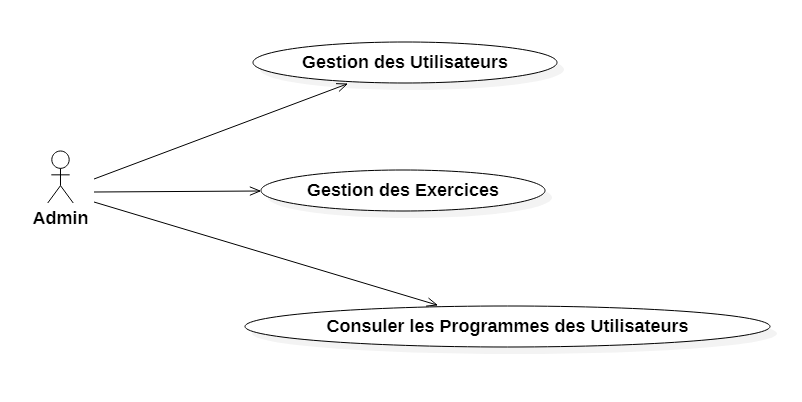 Gestion des Utilisateurs
Gestion des Exercices
Admin
Consuler les Programmes des Utilisateurs